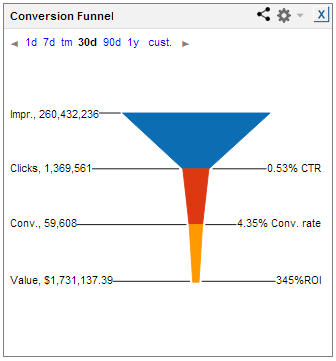 Conversion Funnel X
1d 7d tm 30d 90d 1y cust.
Impr., 260,432,236
Clicks, 1,369,561 0.53% CTR
Conv., 59,608 4.35% Conv. rate
Value, $1,731,137.39 345%ROI